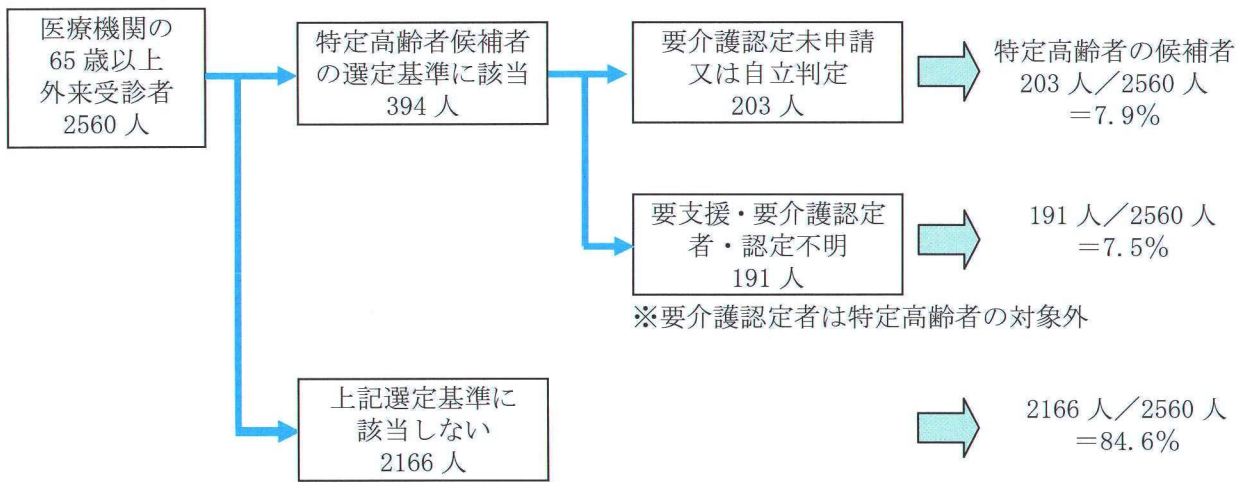 医療機関の
65 歳以上
外来受診者
2560 人
特定高齢者候補者
の選定基準に該当
394 人
要介護認定未申請
又は自立判定
203 人
特定高齢者の候補者
203 人／2560 人
＝7.9%
要支援・要介護認定
者・認定不明
191 人
191 人／2560 人
＝7.5%
※要介護認定者は特定高齢者の対象外
上記選定基準に
該当しない
2166 人
2166 人／2560 人
＝84.6%